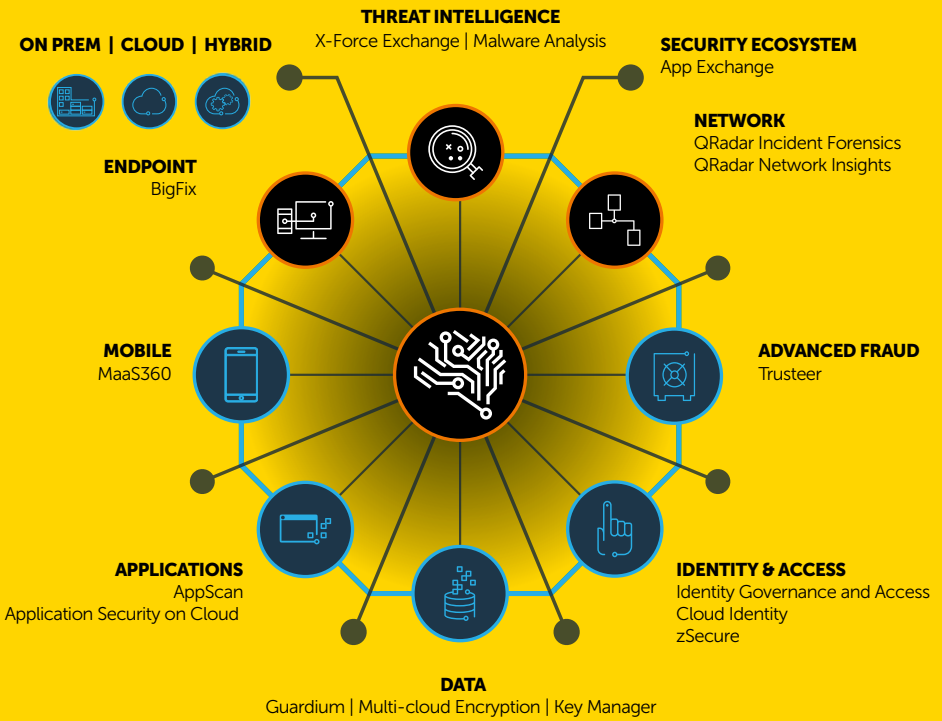 THREAT INTELLIGENCE
X-Force Exchange | Malware Analysis
ON PREM | CLOUD | HYBRID
SECURITY ECOSYSTEM
App Exchange
NETWORK
QRadar Incident Forensics
QRadar Network Insights
ENDPOINT
BigFix
MOBILE
MaaS360
ADVANCED FRAUD
Trusteer
APPLICATIONS
AppScan
Application Security on Cloud
IDENTITY & ACCESS
Identity Governance and Access
Cloud Identity
zSecure
DATA
Guardium | Multi-cloud Encryption | Key Manager